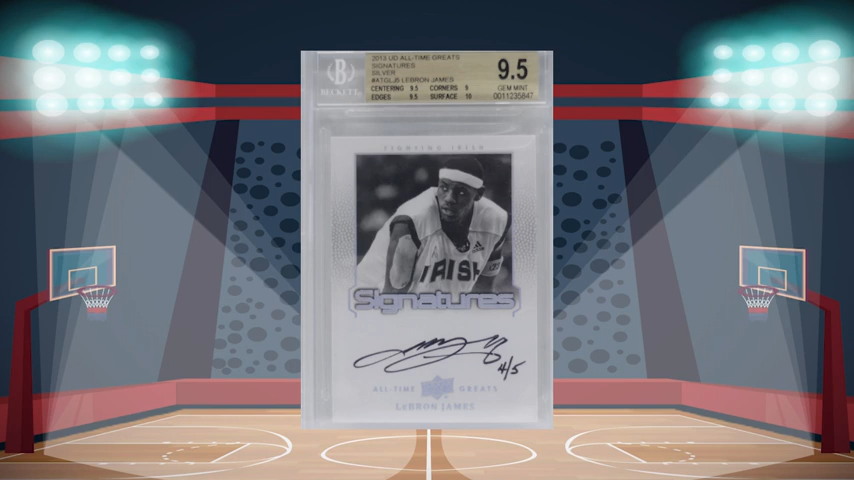 2013 UD ALL-TIME GREATS
SIGNATURES
SILVER
#ATGLJ5 LEBRON JAMES
CENTERING 9.5 CORNERS 9
EDGES 9.5 SURFACE 10
9.5
GEM MINT
0011235847
B
BECKETT
FIGHTING IRISH
IRISH
Signatures
4/5
ALL-TIME GREATS
LEBRON JAMES